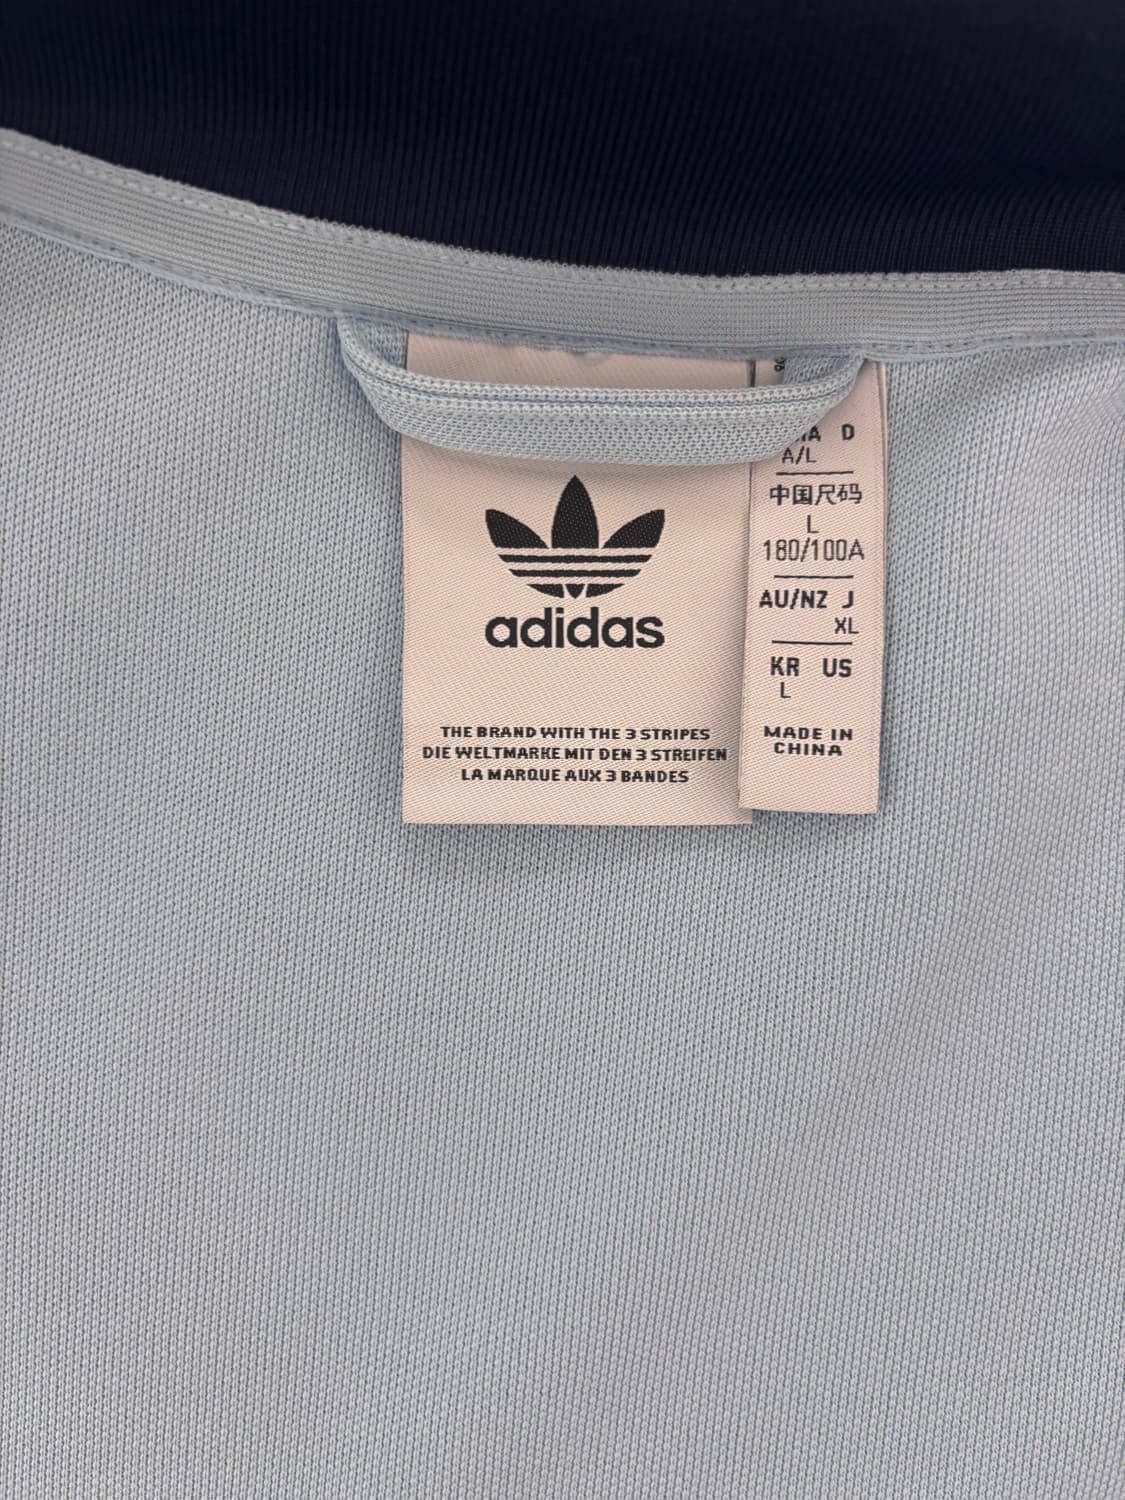 adidas
THE BRAND WITH THE 3 STRIPES
DIE WELTMARKE MIT DEN 3 STREIFEN
LA MARQUE AUX 3 BANDES
D
A/L
中国尺码
L
180/100A
AU/NZ J
XL
KR US
L
MADE IN
CHINA